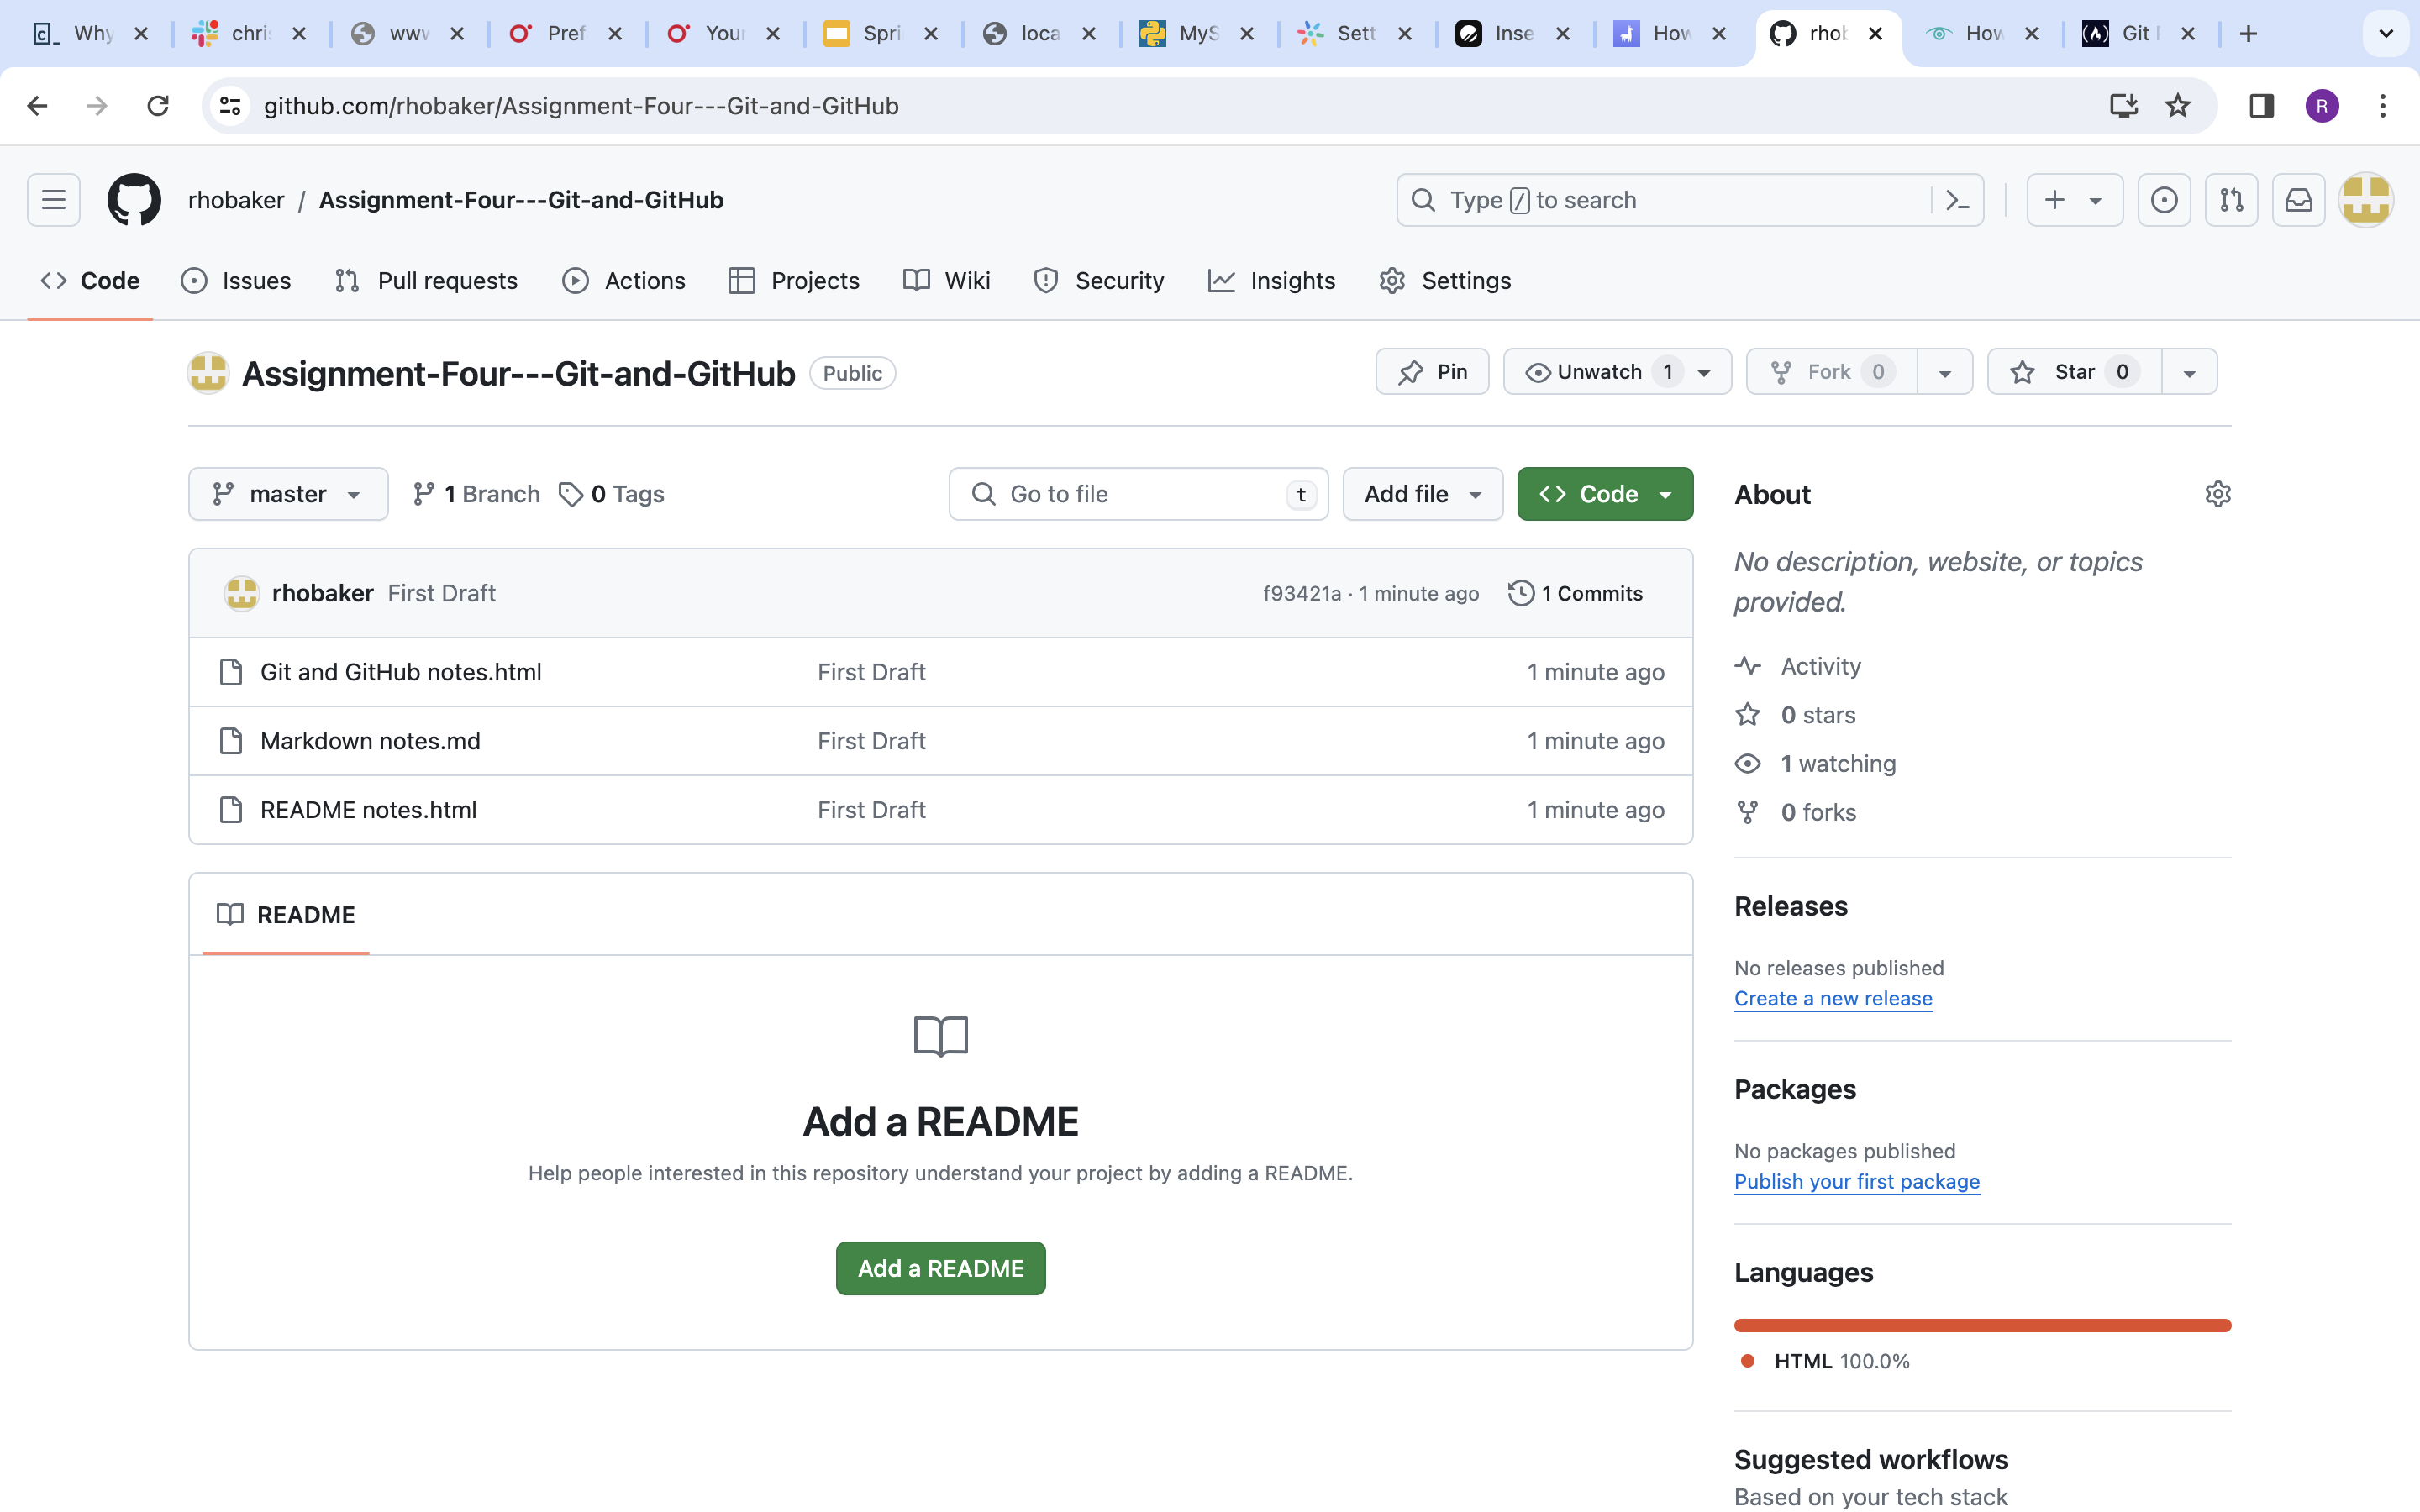 Why
chri
www
Pref
Your
Spri
loca
MyS
Sett
Inse
How
rhob
How
Git
github.com/rhobaker/Assignment-Four---Git-and-GitHub
R
rhobaker / Assignment-Four---Git-and-GitHub
Type / to search
Code
Issues
Pull requests
Actions
Projects
Wiki
Security
Insights
Settings
Assignment-Four---Git-and-GitHub
Public
Pin
Unwatch 1
Fork 0
Star 0
master
1 Branch
0 Tags
Go to file
t
Add file
Code
rhobaker First Draft
f93421a · 1 minute ago
1 Commits
Git and GitHub notes.html First Draft 1 minute ago
Markdown notes.md First Draft 1 minute ago
README notes.html First Draft 1 minute ago
README
Add a README
Help people interested in this repository understand your project by adding a README.
Add a README
About
No description, website, or topics
provided.
Activity
0 stars
1 watching
0 forks
Releases
No releases published
Create a new release
Packages
No packages published
Publish your first package
Languages
HTML 100.0%
Suggested workflows
Based on your tech stack